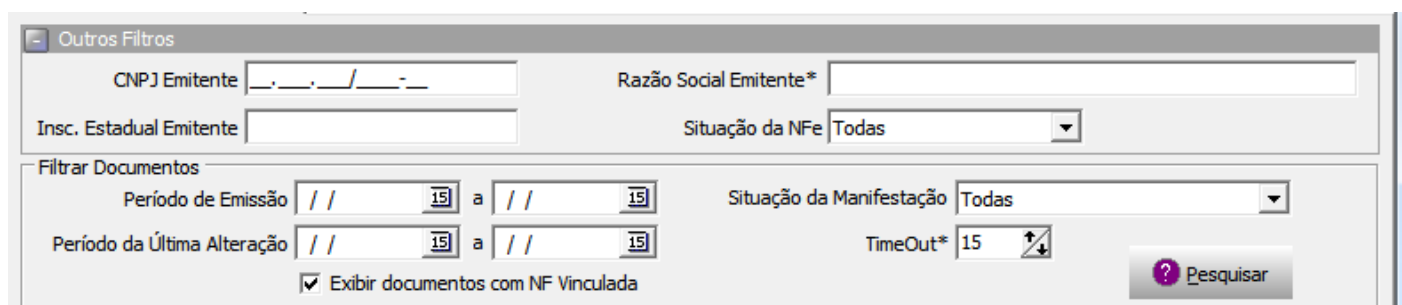 - Outros Filtros
CNPJ Emitente __.___.___/____-__ Razão Social Emitente*
Insc. Estadual Emitente Situação da NFe Todas
Filtrar Documentos
Período de Emissão / / 15 a / / 15 Situação da Manifestação Todas
Período da Última Alteração / / 15 a / / 15 TimeOut* 15
Exibir documentos com NF Vinculada ? Pesquisar